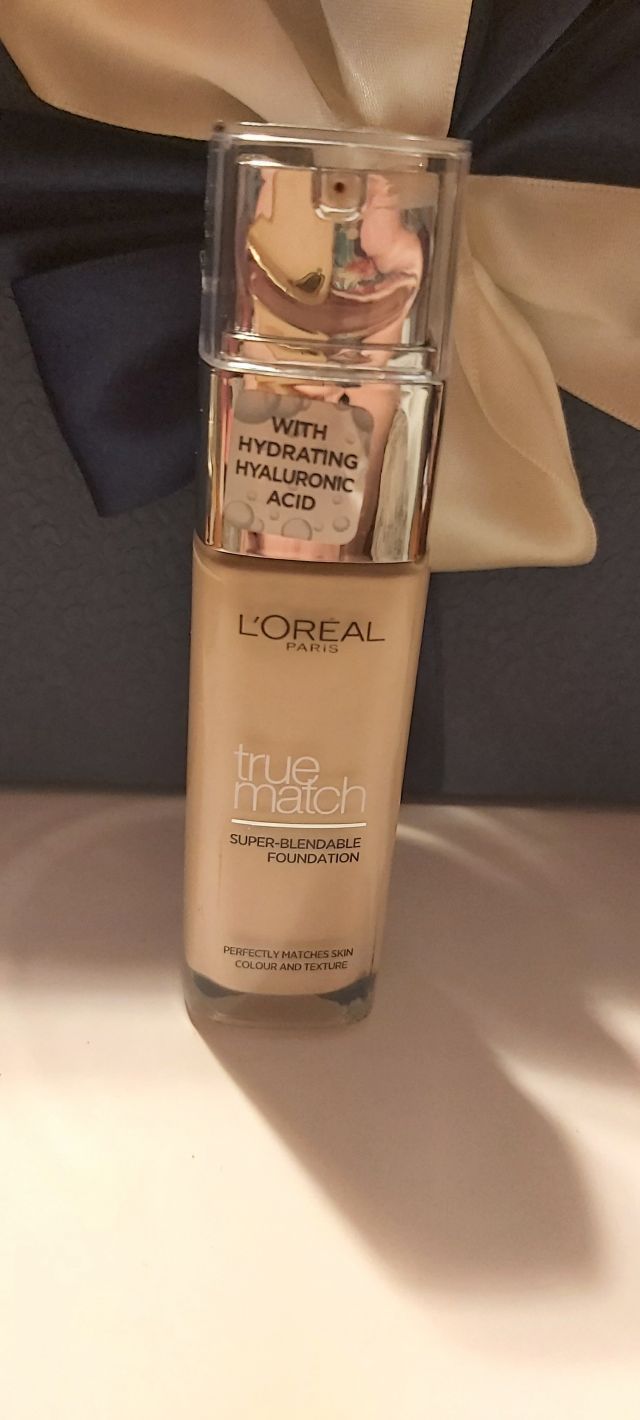 WITH
HYDRATING
HYALURONIC
ACID
L'ORÉAL
PARIS
true
match
SUPER-BLENDABLE
FOUNDATION
PERFECTLY MATCHES SKIN
COLOUR AND TEXTURE